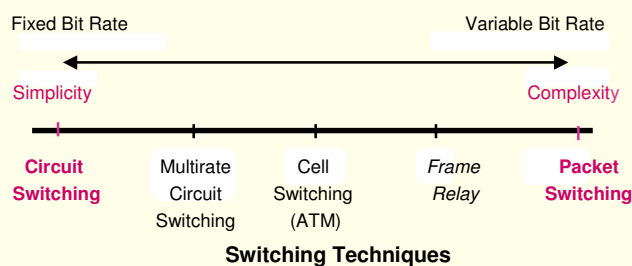 Fixed Bit Rate
Variable Bit Rate
Simplicity
Complexity
Circuit
Switching
Multirate
Circuit
Switching
Cell
Switching
(ATM)
Frame
Relay
Packet
Switching
Switching Techniques